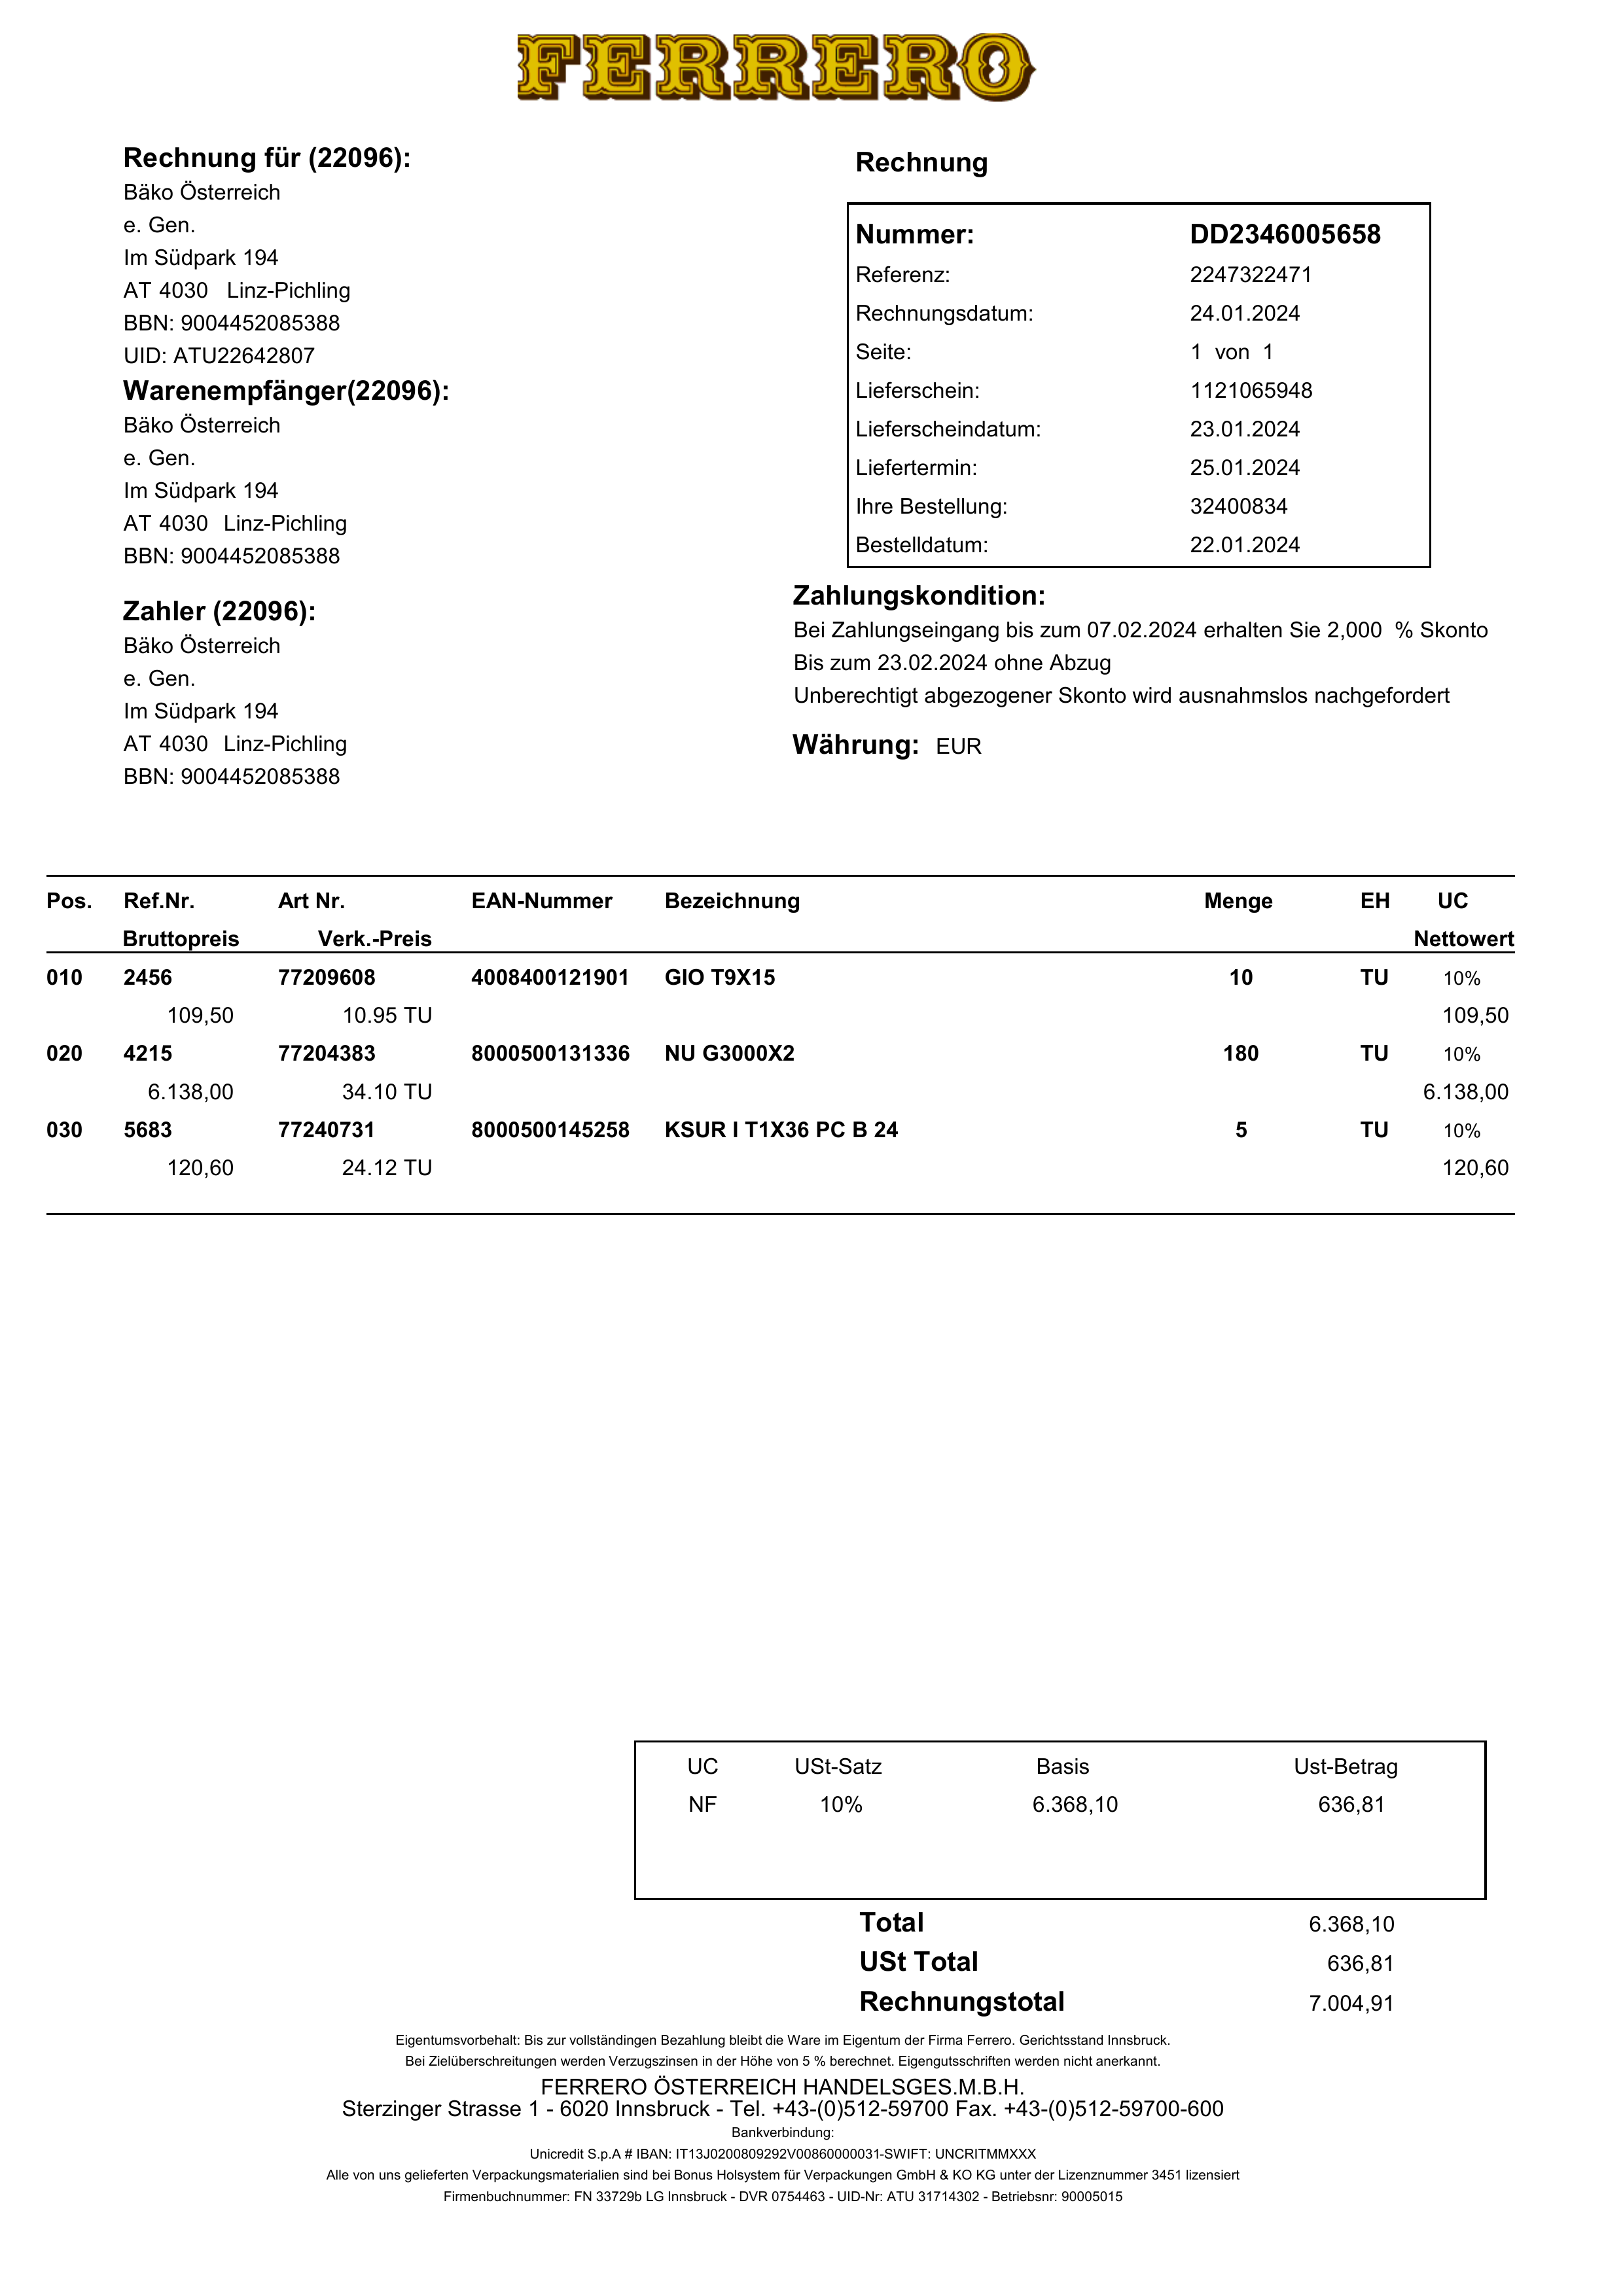 FERRERO
Rechnung für (22096):
Bäko Österreich
e. Gen.
Im Südpark 194
AT 4030 Linz-Pichling
BBN: 9004452085388
UID: ATU22642807
Warenempfänger(22096):
Bäko Österreich
e. Gen.
Im Südpark 194
AT 4030 Linz-Pichling
BBN: 9004452085388
Zahler (22096):
Bäko Österreich
e. Gen.
Im Südpark 194
AT 4030 Linz-Pichling
BBN: 9004452085388
Rechnung
Nummer: DD2346005658
Referenz: 2247322471
Rechnungsdatum: 24.01.2024
Seite: 1 von 1
Lieferschein: 1121065948
Lieferscheindatum: 23.01.2024
Liefertermin: 25.01.2024
Ihre Bestellung: 32400834
Bestelldatum: 22.01.2024
Zahlungskondition:
Bei Zahlungseingang bis zum 07.02.2024 erhalten Sie 2,000 % Skonto
Bis zum 23.02.2024 ohne Abzug
Unberechtigt abgezogener Skonto wird ausnahmslos nachgefordert
Währung: EUR
Pos. Ref.Nr. Art Nr. EAN-Nummer Bezeichnung Menge EH UC
Bruttopreis Verk.-Preis Nettowert
010 2456 77209608 4008400121901 GIO T9X15 10 TU 10%
109,50 10.95 TU 109,50
020 4215 77204383 8000500131336 NU G3000X2 180 TU 10%
6.138,00 34.10 TU 6.138,00
030 5683 77240731 8000500145258 KSUR I T1X36 PC B 24 5 TU 10%
120,60 24.12 TU 120,60
UC USt-Satz Basis Ust-Betrag
NF 10% 6.368,10 636,81
Total 6.368,10
USt Total 636,81
Rechnungstotal 7.004,91
Eigentumsvorbehalt: Bis zur vollständingen Bezahlung bleibt die Ware im Eigentum der Firma Ferrero. Gerichtsstand Innsbruck.
Bei Zielüberschreitungen werden Verzugszinsen in der Höhe von 5 % berechnet. Eigengutsschriften werden nicht anerkannt.
FERRERO ÖSTERREICH HANDELSGES.M.B.H.
Sterzinger Strasse 1 - 6020 Innsbruck - Tel. +43-(0)512-59700 Fax. +43-(0)512-59700-600
Bankverbindung:
Unicredit S.p.A # IBAN: IT13J0200809292V00860000031-SWIFT: UNCRITMMXXX
Alle von uns gelieferten Verpackungsmaterialien sind bei Bonus Holsystem für Verpackungen GmbH & KO KG unter der Lizenznummer 3451 lizensiert
Firmenbuchnummer: FN 33729b LG Innsbruck - DVR 0754463 - UID-Nr: ATU 31714302 - Betriebsnr: 90005015